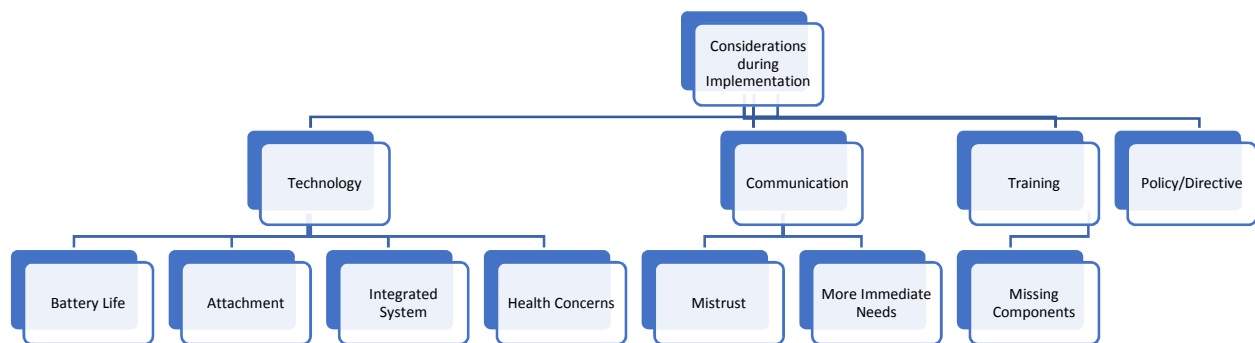 Considerations
during
Implementation
Technology
Communication
Training
Policy/Directive
Battery Life
Attachment
Integrated
System
Health Concerns
Mistrust
More Immediate
Needs
Missing
Components